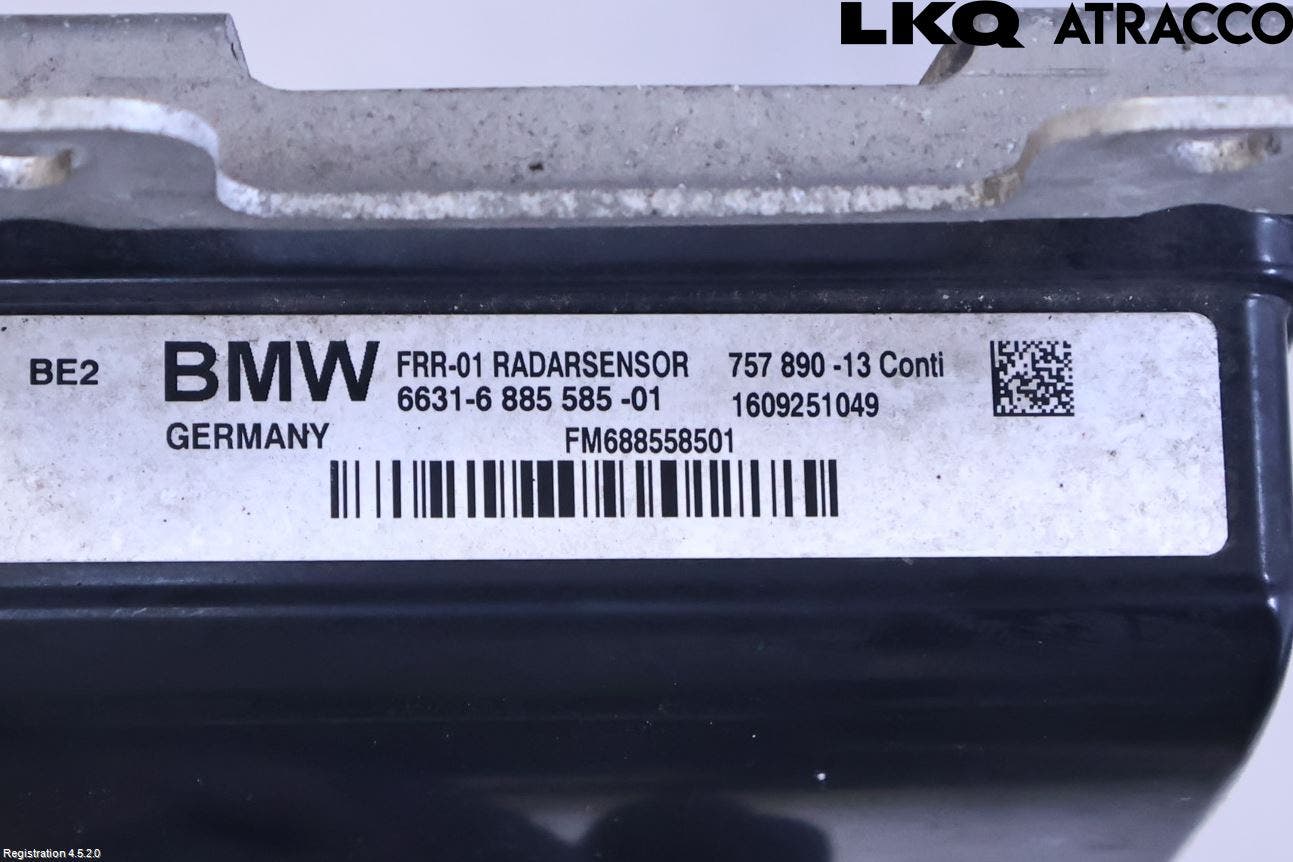 LKQ ATRACCO
BE2 BMW FRR-01 RADARSENSOR 757 890 -13 Conti
6631-6 885 585 -01 1609251049
GERMANY FM688558501
Registration 4.5.2.0